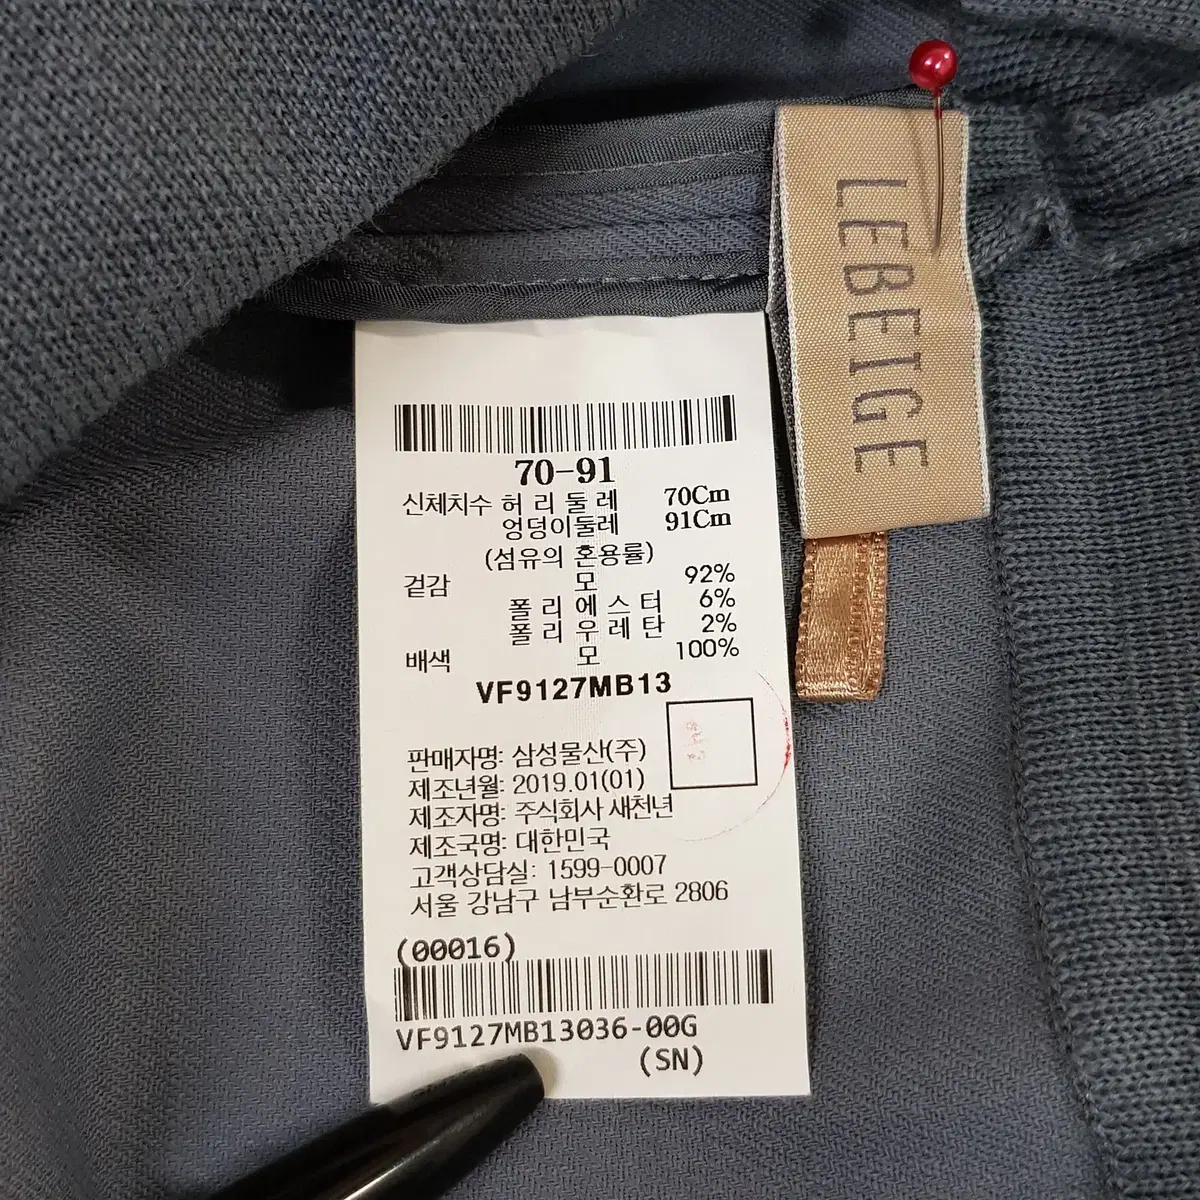 LEBEIGE
70-91
신체치수 허리둘레 70Cm
엉덩이둘레 91Cm
(섬유의 혼용률)
겉감 모 92%
폴리에스터 6%
폴리우레탄 2%
배색 모 100%
VF9127MB13
판매자명: 삼성물산(주)
제조년월: 2019.01(01)
제조자명: 주식회사 새천년
제조국명: 대한민국
고객상담실: 1599-0007
서울 강남구 남부순환로 2806
(00016)
VF9127MB13036-00G
(SN)